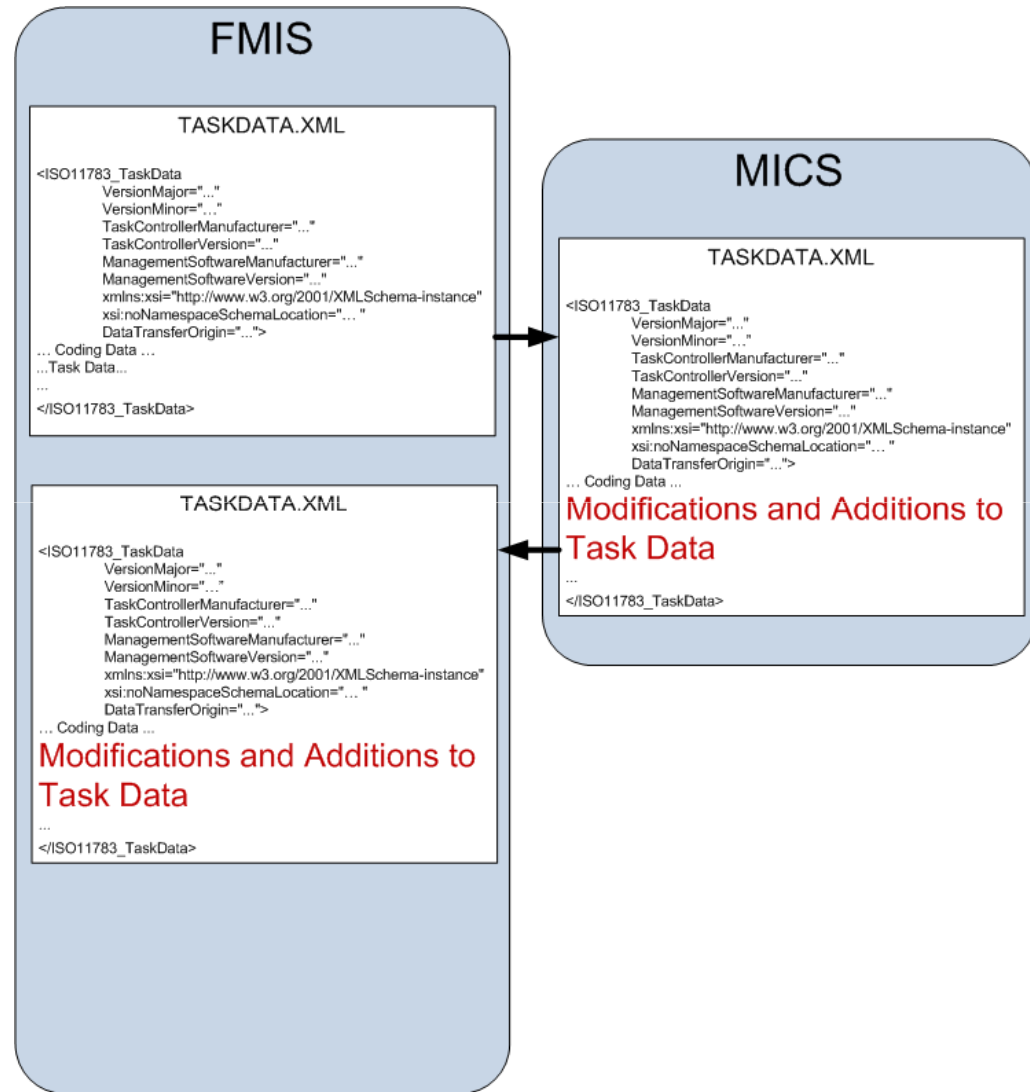 FMIS
TASKDATA.XML
<ISO11783_TaskData
VersionMajor="..."
VersionMinor="…"
TaskControllerManufacturer="..."
TaskControllerVersion="..."
ManagementSoftwareManufacturer="..."
ManagementSoftwareVersion="..."
xmlns:xsi="http://www.w3.org/2001/XMLSchema-instance"
xsi:noNamespaceSchemaLocation="… "
DataTransferOrigin="...">
… Coding Data …
...Task Data...
...
</ISO11783_TaskData>
TASKDATA.XML
<ISO11783_TaskData
VersionMajor="..."
VersionMinor="…"
TaskControllerManufacturer="..."
TaskControllerVersion="..."
ManagementSoftwareManufacturer="..."
ManagementSoftwareVersion="..."
xmlns:xsi="http://www.w3.org/2001/XMLSchema-instance"
xsi:noNamespaceSchemaLocation="… "
DataTransferOrigin="...">
… Coding Data ...
Modifications and Additions to
Task Data
...
</ISO11783_TaskData>
MICS
TASKDATA.XML
<ISO11783_TaskData
VersionMajor="..."
VersionMinor="…"
TaskControllerManufacturer="..."
TaskControllerVersion="..."
ManagementSoftwareManufacturer="..."
ManagementSoftwareVersion="..."
xmlns:xsi="http://www.w3.org/2001/XMLSchema-instance"
xsi:noNamespaceSchemaLocation="… "
DataTransferOrigin="...">
… Coding Data ...
Modifications and Additions to
Task Data
...
</ISO11783_TaskData>